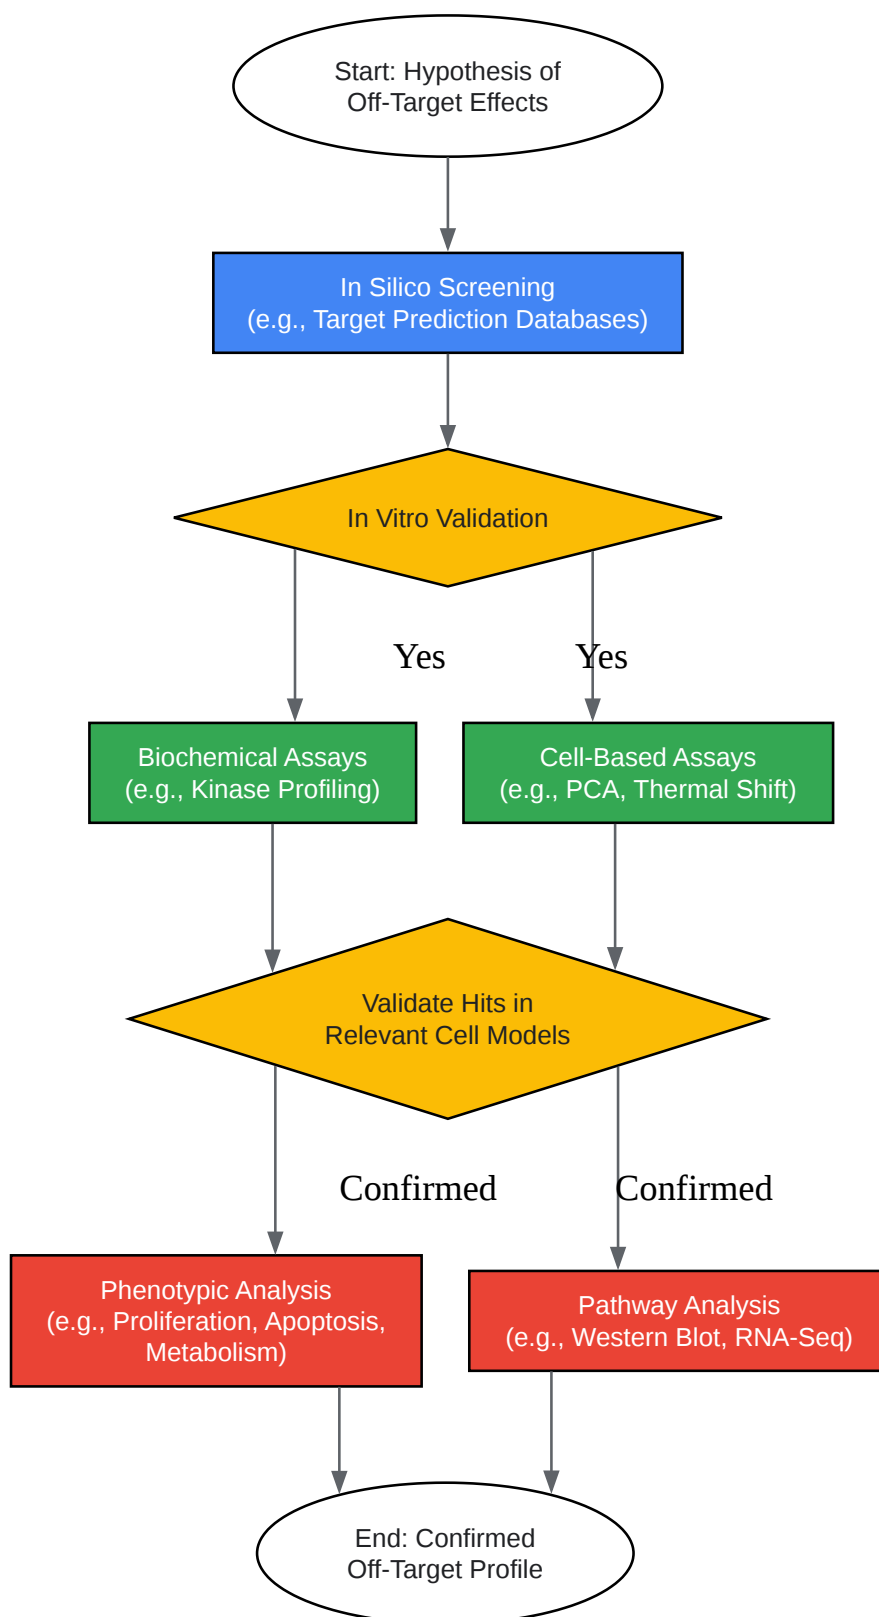 Start: Hypothesis of
Off-Target Effects
In Silico Screening
(e.g., Target Prediction Databases)
In Vitro Validation
Yes
Yes
Biochemical Assays
(e.g., Kinase Profiling)
Cell-Based Assays
(e.g., PCA, Thermal Shift)
Validate Hits in
Relevant Cell Models
Confirmed
Confirmed
Phenotypic Analysis
(e.g., Proliferation, Apoptosis,
Metabolism)
Pathway Analysis
(e.g., Western Blot, RNA-Seq)
End: Confirmed
Off-Target Profile